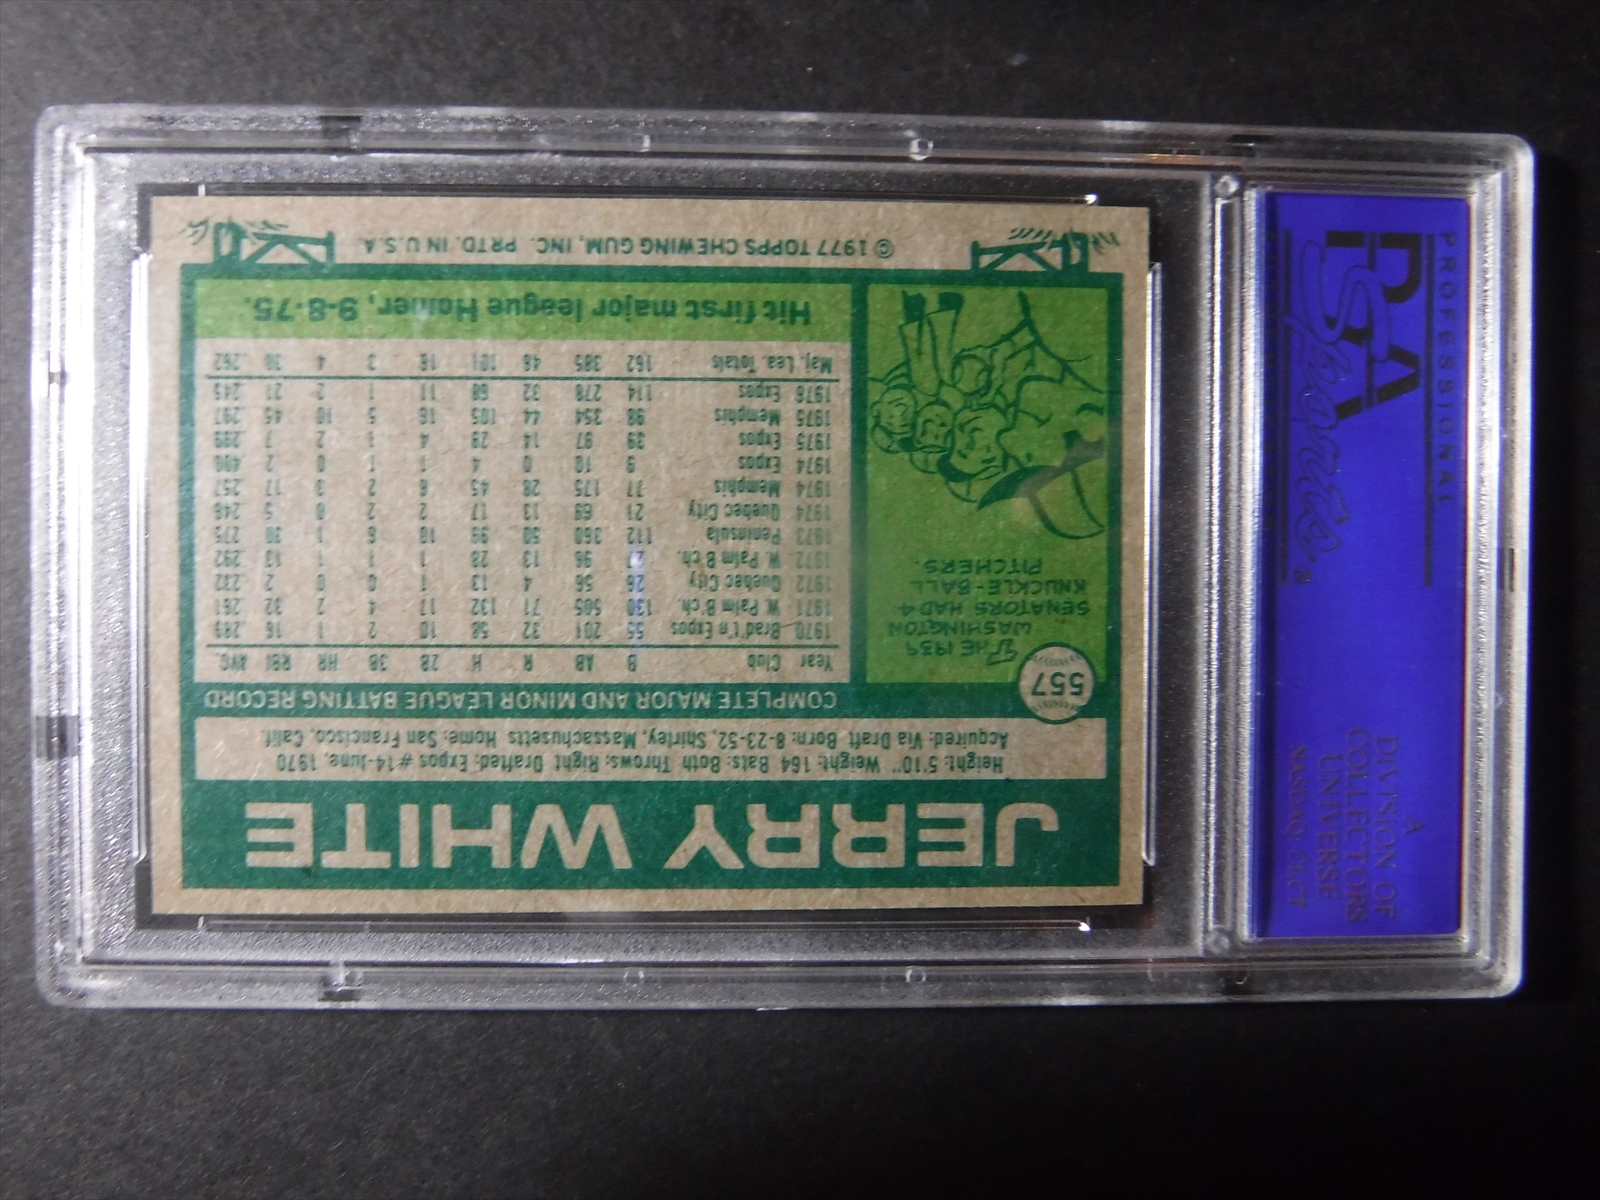 JERRY WHITE
Height: 5'10" Weight: 164 Bats: Both Throws: Right Drafted: Expos #14-June, 1970
Acquired: Via Draft Born: 8-23-52, Shirley, Massachusetts Home: San Francisco, Calif.
557
THE 1939
WASHINGTON
SENATORS HAD 4
KNUCKLE-BALL
PITCHERS.
COMPLETE MAJOR AND MINOR LEAGUE BATTING RECORD
Year Club G AB R H 2B 3B HR RBI AVG.
1970 Brad't'n Expos 55 201 32 58 10 2 1 16 .289
1971 W. Palm B'ch. 130 505 71 132 17 4 2 32 .261
1972 Quebec City 26 56 4 13 1 0 0 2 .232
1972 W. Palm B'ch. 27 96 13 28 1 1 1 13 .292
1973 Peninsula 112 360 50 99 16 6 1 30 .275
1974 Quebec City 21 69 13 17 2 2 0 5 .246
1974 Memphis 77 175 28 45 6 2 3 17 .257
1974 Expos 9 10 0 4 1 1 0 2 .400
1975 Expos 39 97 14 29 4 1 2 7 .299
1975 Memphis 98 354 44 105 16 5 10 45 .297
1976 Expos 114 278 32 68 11 1 2 21 .245
Maj. Lea. Totals 162 385 46 101 16 3 4 30 .262
Hit first major league Homer, 9-8-75.
© 1977 TOPPS CHEWING GUM, INC. PRTD. IN U.S.A.
PROFESSIONAL
PSA
Sports
A
DIVISION OF
COLLECTORS
UNIVERSE
NASDAQ: CLCT